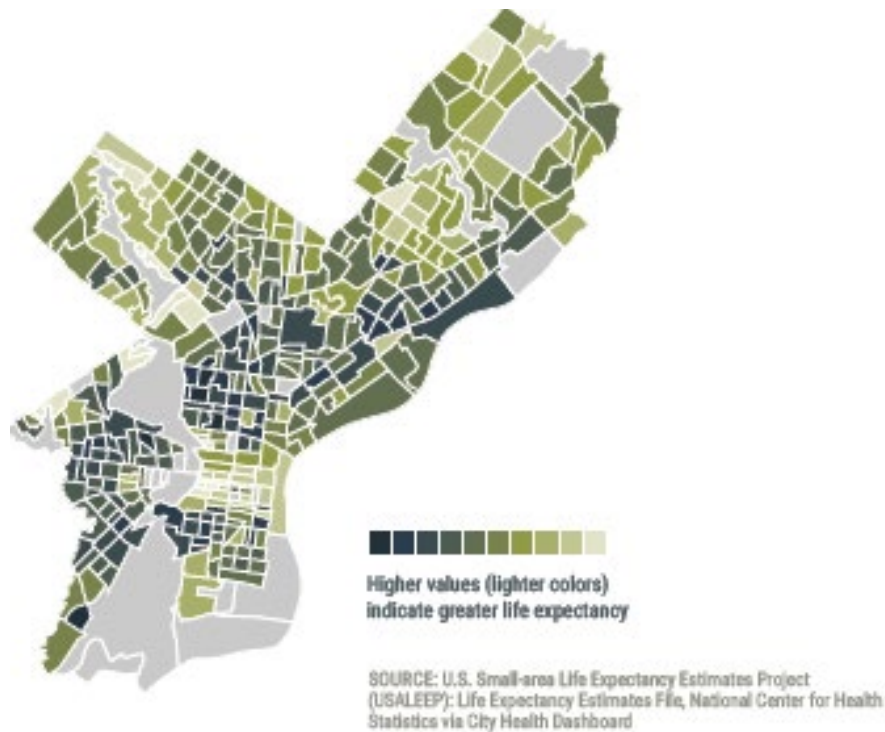 Higher values (lighter colors)
indicate greater life expectancy
SOURCE: U.S. Small-area Life Expectancy Estimates Project
(USALEEP): Life Expectancy Estimates File, National Center for Health
Statistics via City Health Dashboard